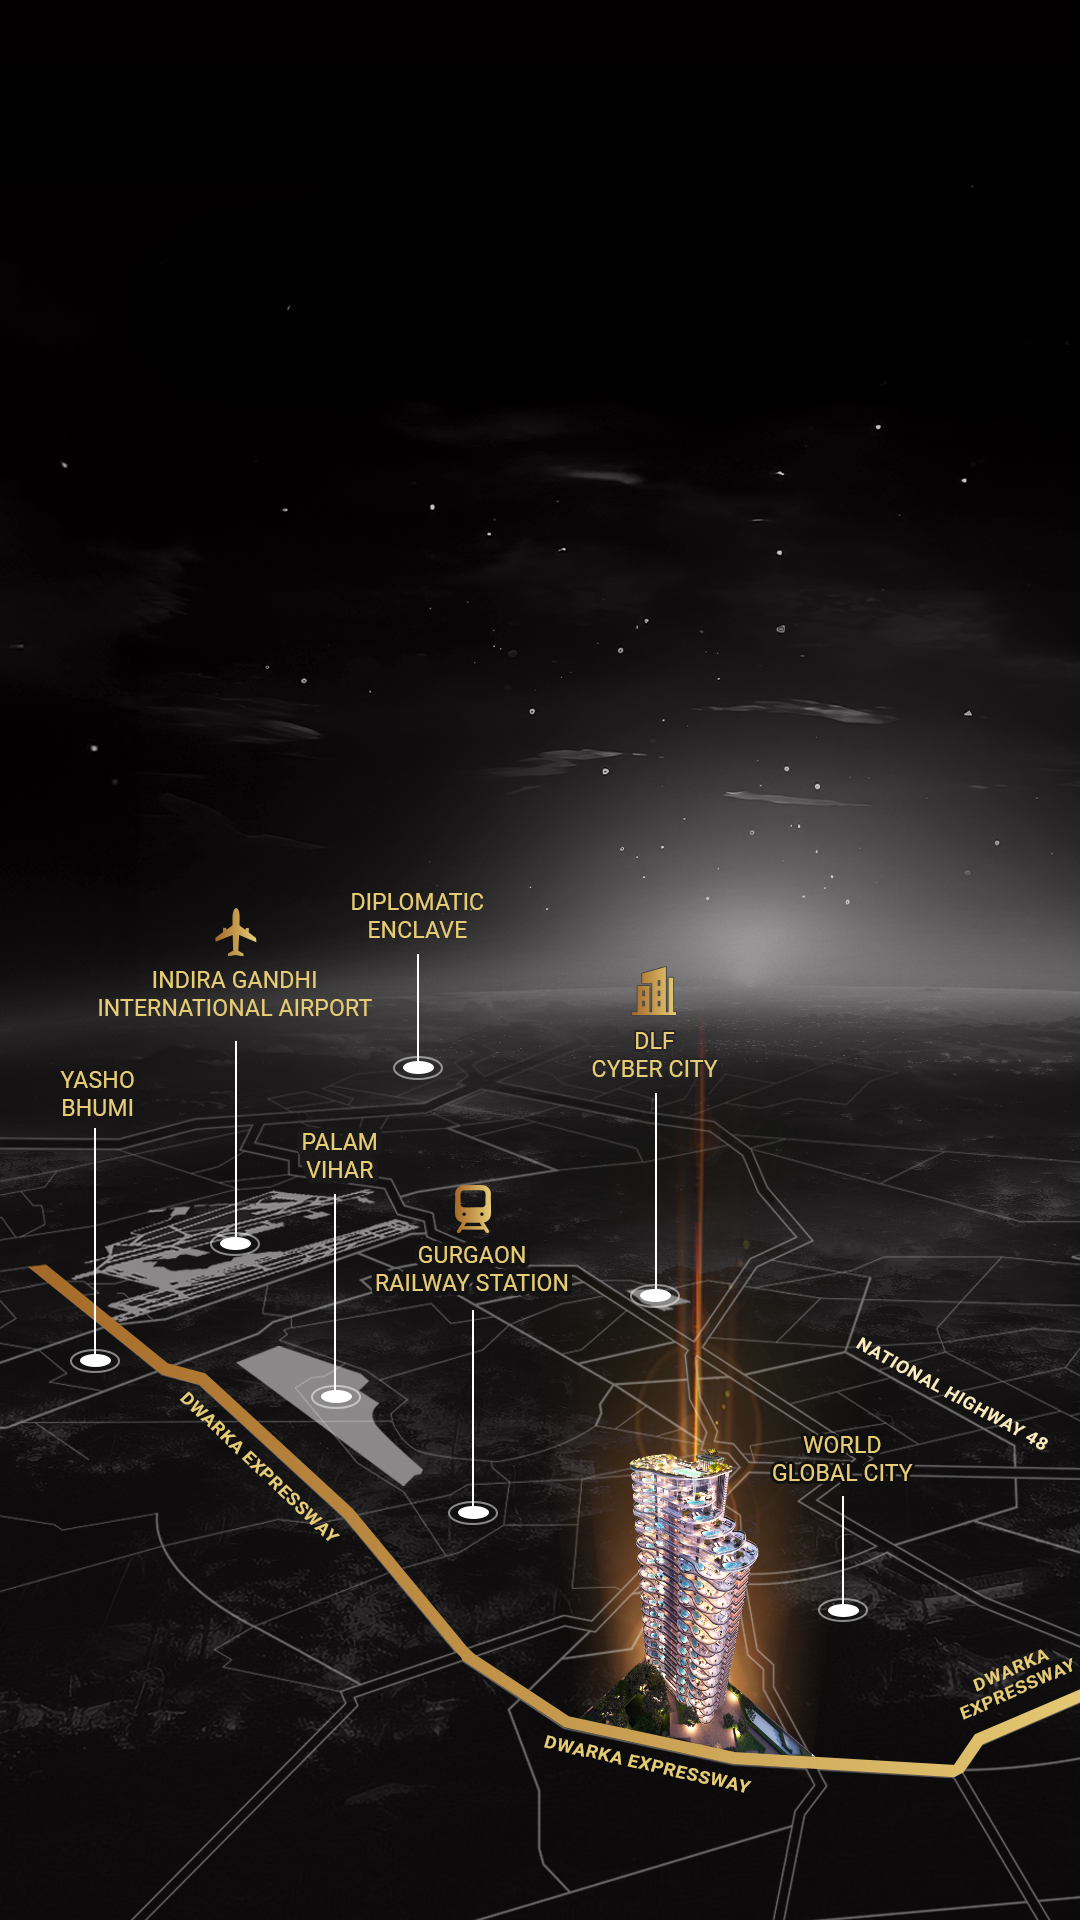 DIPLOMATIC
ENCLAVE
INDIRA GANDHI
INTERNATIONAL AIRPORT
DLF
CYBER CITY
YASHO
BHUMI
PALAM
VIHAR
GURGAON
RAILWAY STATION
NATIONAL HIGHWAY 48
DWARKA EXPRESSWAY
WORLD
GLOBAL CITY
DWARKA
EXPRESSWAY
DWARKA EXPRESSWAY